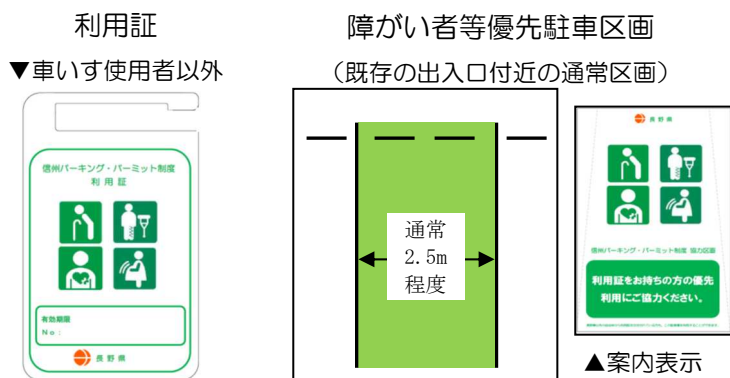 利用証
▼車いす使用者以外
信州パーキング・パーミット制度
利用証
有効期限
No:
長野県
障がい者等優先駐車区画
(既存の出入口付近の通常区画)
通常
2.5m
程度
長野県
信州パーキング・パーミット制度 協力区画
利用証をお持ちの方の優先
利用にご協力ください。
▲案内表示